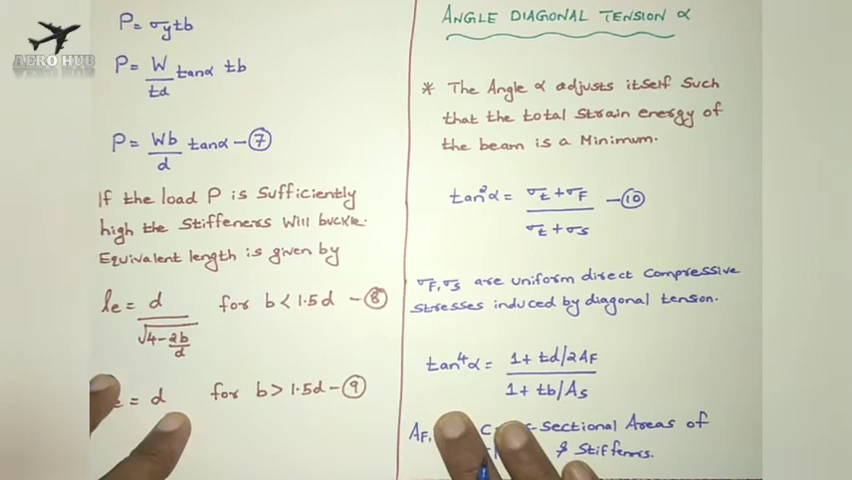 AERO HUB
P = σy tb
P = W/td tanα tb
P = Wb/d tanα - ⑦
If the load P is Sufficiently
high the Stiffeners Will buckle.
Equivalent length is given by
le = d/√4-2b/d for b < 1.5d - ⑧
= d for b > 1.5d - ⑨
ANGLE DIAGONAL TENSION α
* The Angle α adjusts itself Such
that the total Strain energy of
the beam is a Minimum.
tan²α = σt + σF / σt + σs - ⑩
σF, σs are uniform direct Compressive
Stresses induced by diagonal tension.
tan⁴α = 1 + td/2AF / 1 + tb/As
AF, -Sectional Areas of
& Stiffeners.